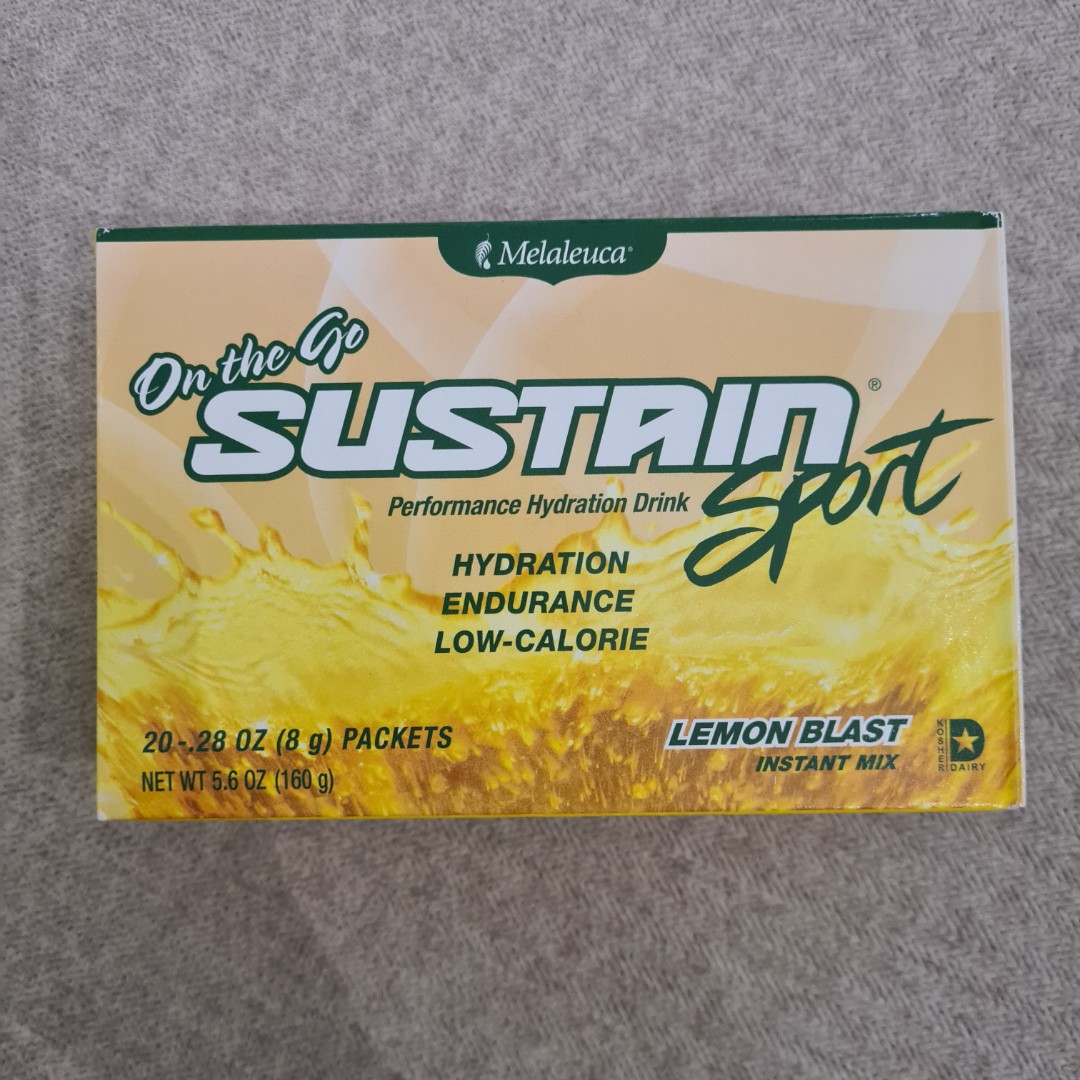 Melaleuca®
On the Go
SUSTAIN®
Sport
Performance Hydration Drink
HYDRATION
ENDURANCE
LOW-CALORIE
20-.28 OZ (8 g) PACKETS
NET WT 5.6 OZ (160 g)
LEMON BLAST
INSTANT MIX
KOSHER
D
DAIRY